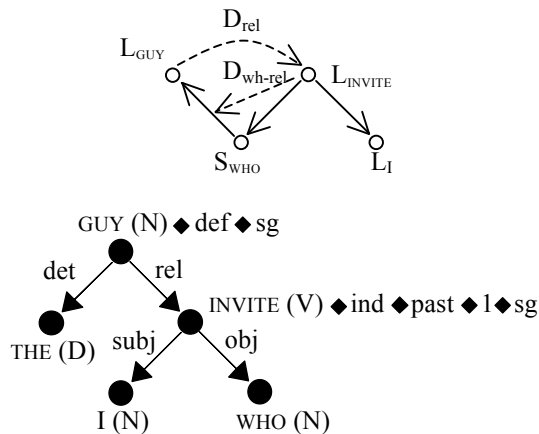 D_rel
L_GUY
D_wh-rel L_INVITE
S_WHO L_I
GUY (N) ◆ def ◆ sg
det rel
INVITE (V) ◆ ind ◆ past ◆ 1 ◆ sg
THE (D) subj obj
I (N) WHO (N)